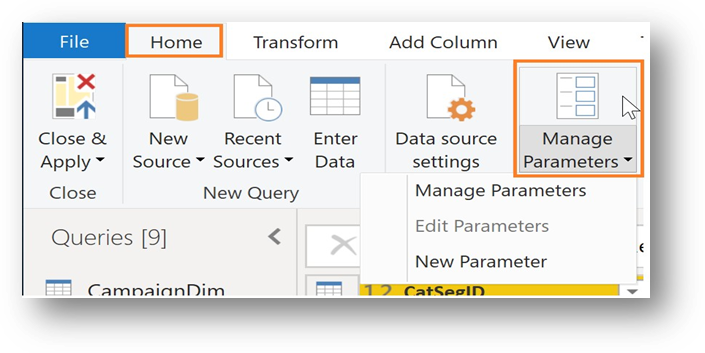 File Home Transform Add Column View
Close & New Recent Enter Data source Manage
Apply Source Sources Data settings Parameters
Close New Query
Manage Parameters
Edit Parameters
New Parameter
Queries [9]
CampaignDim
1.2 CatSegID